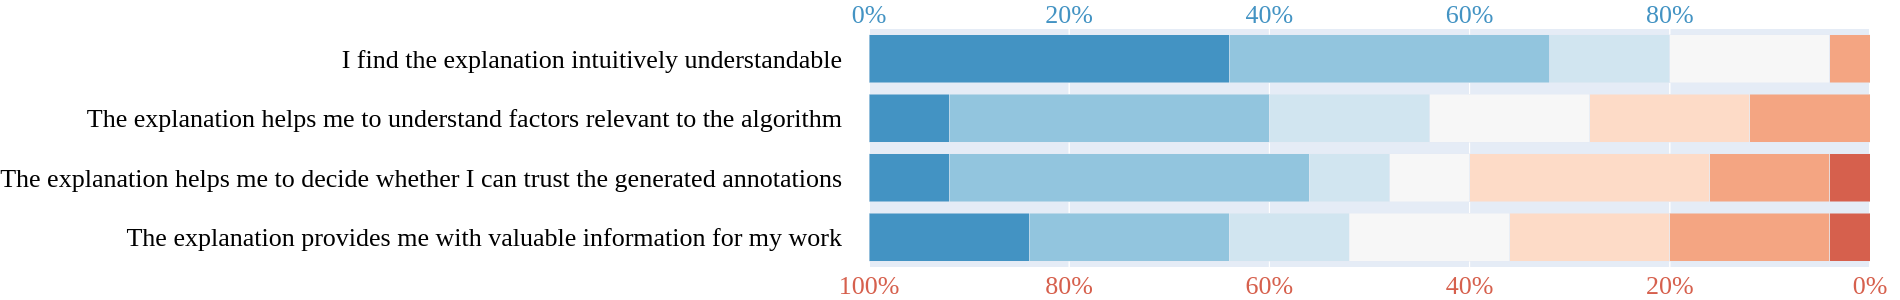 0% 20% 40% 60% 80%
I find the explanation intuitively understandable
The explanation helps me to understand factors relevant to the algorithm
The explanation helps me to decide whether I can trust the generated annotations
The explanation provides me with valuable information for my work
100% 80% 60% 40% 20% 0%